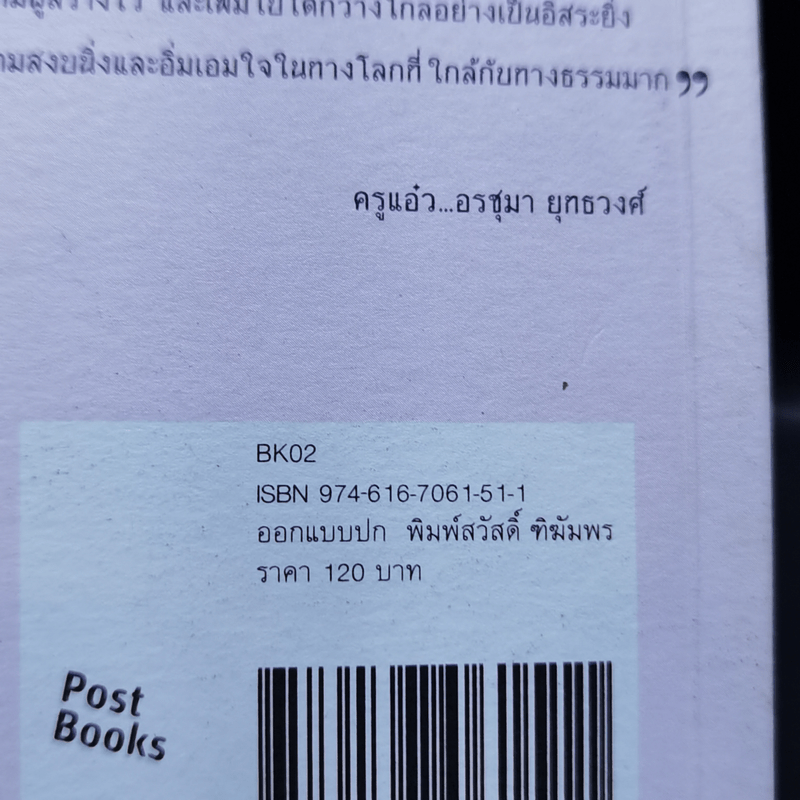 และเพิ่มไปได้กว้างไกลอย่างเป็นอิสระยิ่ง
ามสงบนิ่งและอิ่มเอมใจในทางโลกที่ ใกล้กับทางธรรมมาก ”
ครูแอ๋ว...อรชุมา ยุทธวงศ์
BK02
ISBN 974-616-7061-51-1
ออกแบบปก พิมพ์สวัสดิ์ ทิฆัมพร
ราคา 120 บาท
Post
Books